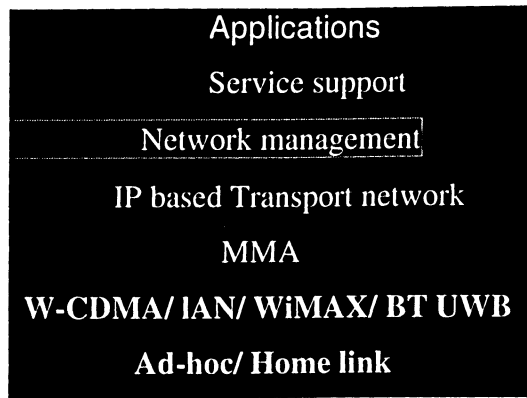 Applications
Service support
Network management
IP based Transport network
MMA
W-CDMA/ lAN/ WiMAX/ BT UWB
Ad-hoc/ Home link